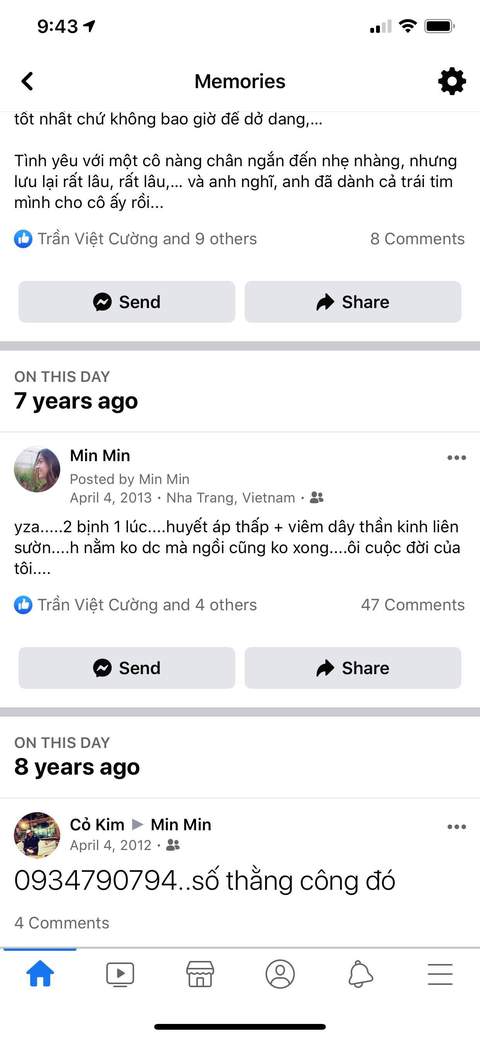 9:43
Memories
tốt nhất chứ không bao giờ để dở dang,...
Tình yêu với một cô nàng chân ngắn đến nhẹ nhàng, nhưng
lưu lại rất lâu, rất lâu,... và anh nghĩ, anh đã dành cả trái tim
mình cho cô ấy rồi...
Trần Việt Cường and 9 others
8 Comments
Send
Share
ON THIS DAY
7 years ago
Min Min
Posted by Min Min
April 4, 2013 · Nha Trang, Vietnam ·
yza.....2 bịnh 1 lúc....huyết áp thấp + viêm dây thần kinh liên
sườn....h nằm ko dc mà ngồi cũng ko xong....ôi cuộc đời của
tôi....
Trần Việt Cường and 4 others
47 Comments
Send
Share
ON THIS DAY
8 years ago
Cỏ Kim ▶ Min Min
April 4, 2012 ·
0934790794..số thằng công đó
4 Comments